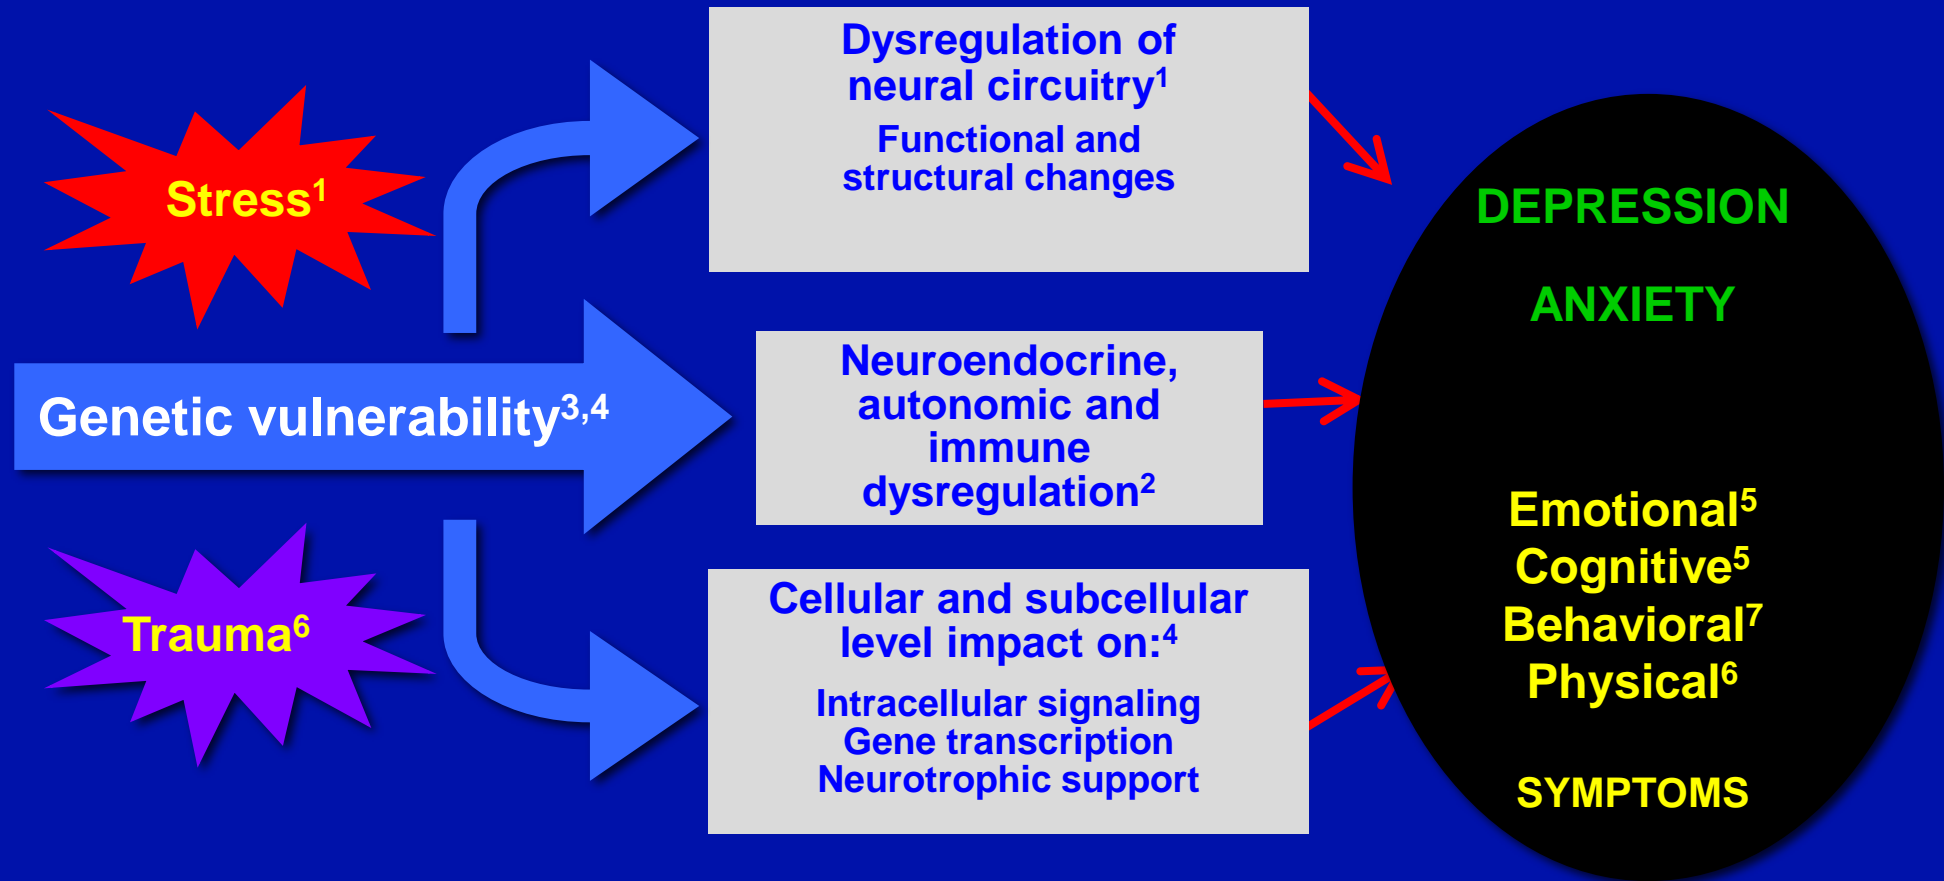 Stress¹
Genetic vulnerability³,⁴
Trauma⁶
Dysregulation of
neural circuitry¹
Functional and
structural changes
Neuroendocrine,
autonomic and
immune
dysregulation²
Cellular and subcellular
level impact on:⁴
Intracellular signaling
Gene transcription
Neurotrophic support
DEPRESSION
ANXIETY
Emotional⁵
Cognitive⁵
Behavioral⁷
Physical⁶
SYMPTOMS